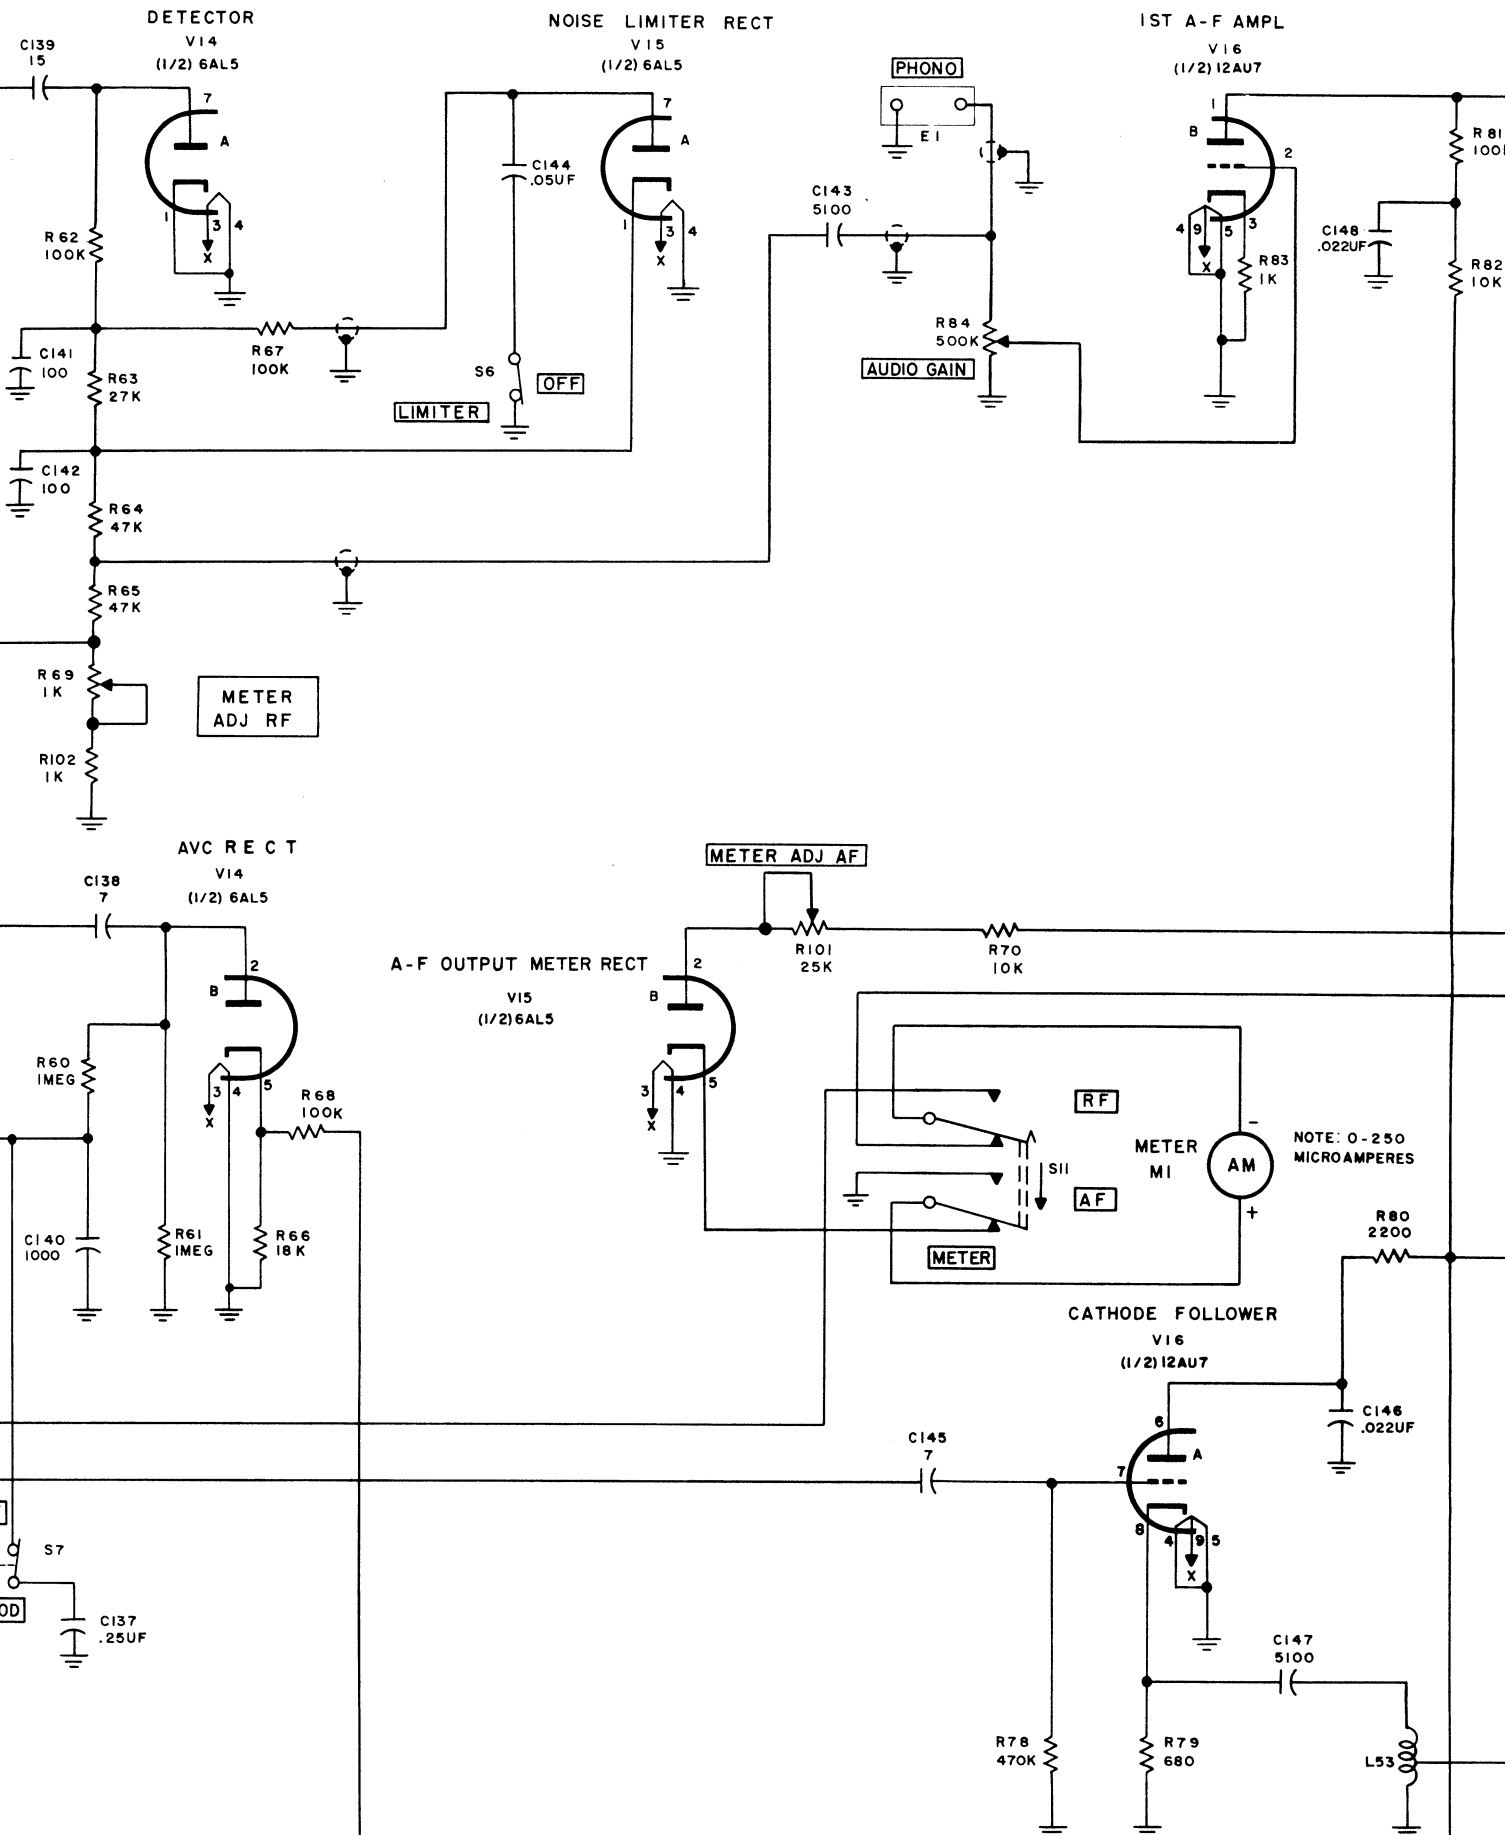 DETECTOR
V14
(1/2) 6AL5
C139
15
7
A
1
3
4
X
R62
100K
C141
100
R63
27K
R67
100K
C142
100
R64
47K
R65
47K
R69
1K
METER
ADJ RF
R102
1K
NOISE LIMITER RECT
V15
(1/2) 6AL5
7
A
1
3
4
X
C144
.05UF
S6
OFF
LIMITER
PHONO
E1
C143
5100
R84
500K
AUDIO GAIN
1ST A-F AMPL
V16
(1/2) 12AU7
1
B
2
4
9
5
3
X
R83
1K
R81
C148
.022UF
R82
10K
AVC RECT
V14
(1/2) 6AL5
C138
7
2
B
3
4
5
X
R60
1MEG
R68
100K
C140
1000
R61
1MEG
R66
18K
METER ADJ AF
R101
25K
R70
10K
A-F OUTPUT METER RECT
V15
(1/2) 6AL5
2
B
3
4
5
X
RF
S11
AF
METER
METER
M1
-
AM
+
NOTE: 0-250
MICROAMPERES
R80
2200
CATHODE FOLLOWER
V16
(1/2) 12AU7
6
A
7
8
4
9
5
X
C146
.022UF
C145
7
S7
OD
C137
.25UF
C147
5100
R78
470K
R79
680
L53